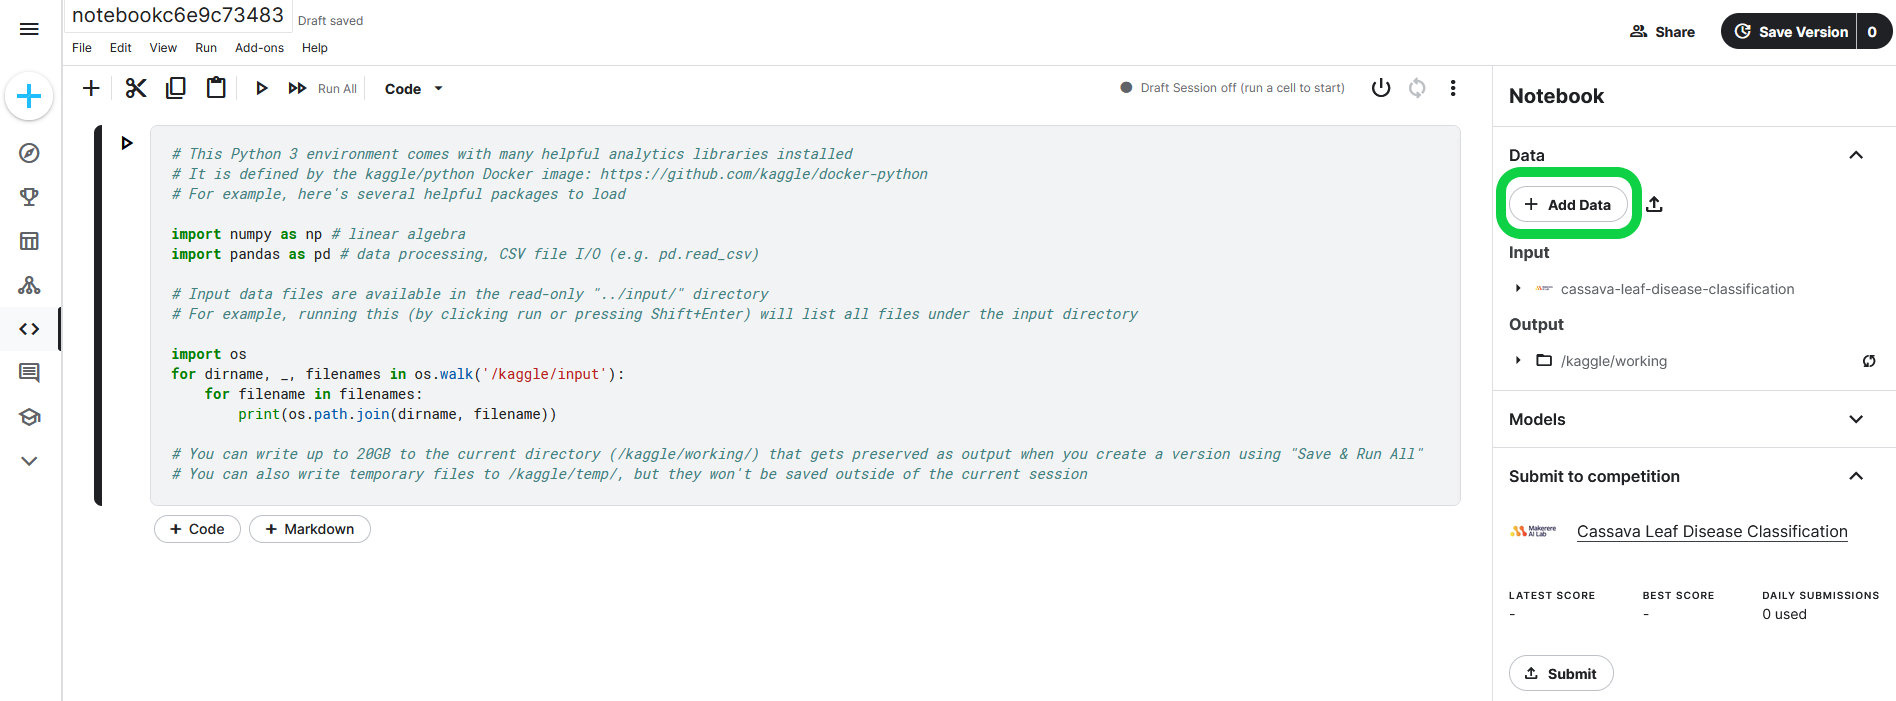 notebookc6e9c73483
Draft saved
File Edit View Run Add-ons Help
Share
Save Version 0
Run All
Code
Draft Session off (run a cell to start)
# This Python 3 environment comes with many helpful analytics libraries installed
# It is defined by the kaggle/python Docker image: https://github.com/kaggle/docker-python
# For example, here's several helpful packages to load
import numpy as np # linear algebra
import pandas as pd # data processing, CSV file I/O (e.g. pd.read_csv)
# Input data files are available in the read-only "../input/" directory
# For example, running this (by clicking run or pressing Shift+Enter) will list all files under the input directory
import os
for dirname, _, filenames in os.walk('/kaggle/input'):
    for filename in filenames:
        print(os.path.join(dirname, filename))
# You can write up to 20GB to the current directory (/kaggle/working/) that gets preserved as output when you create a version using "Save & Run All"
# You can also write temporary files to /kaggle/temp/, but they won't be saved outside of the current session
+ Code
+ Markdown
Notebook
Data
+ Add Data
Input
cassava-leaf-disease-classification
Output
/kaggle/working
Models
Submit to competition
Makerere
AI Lab
Cassava Leaf Disease Classification
LATEST SCORE
-
BEST SCORE
-
DAILY SUBMISSIONS
0 used
Submit